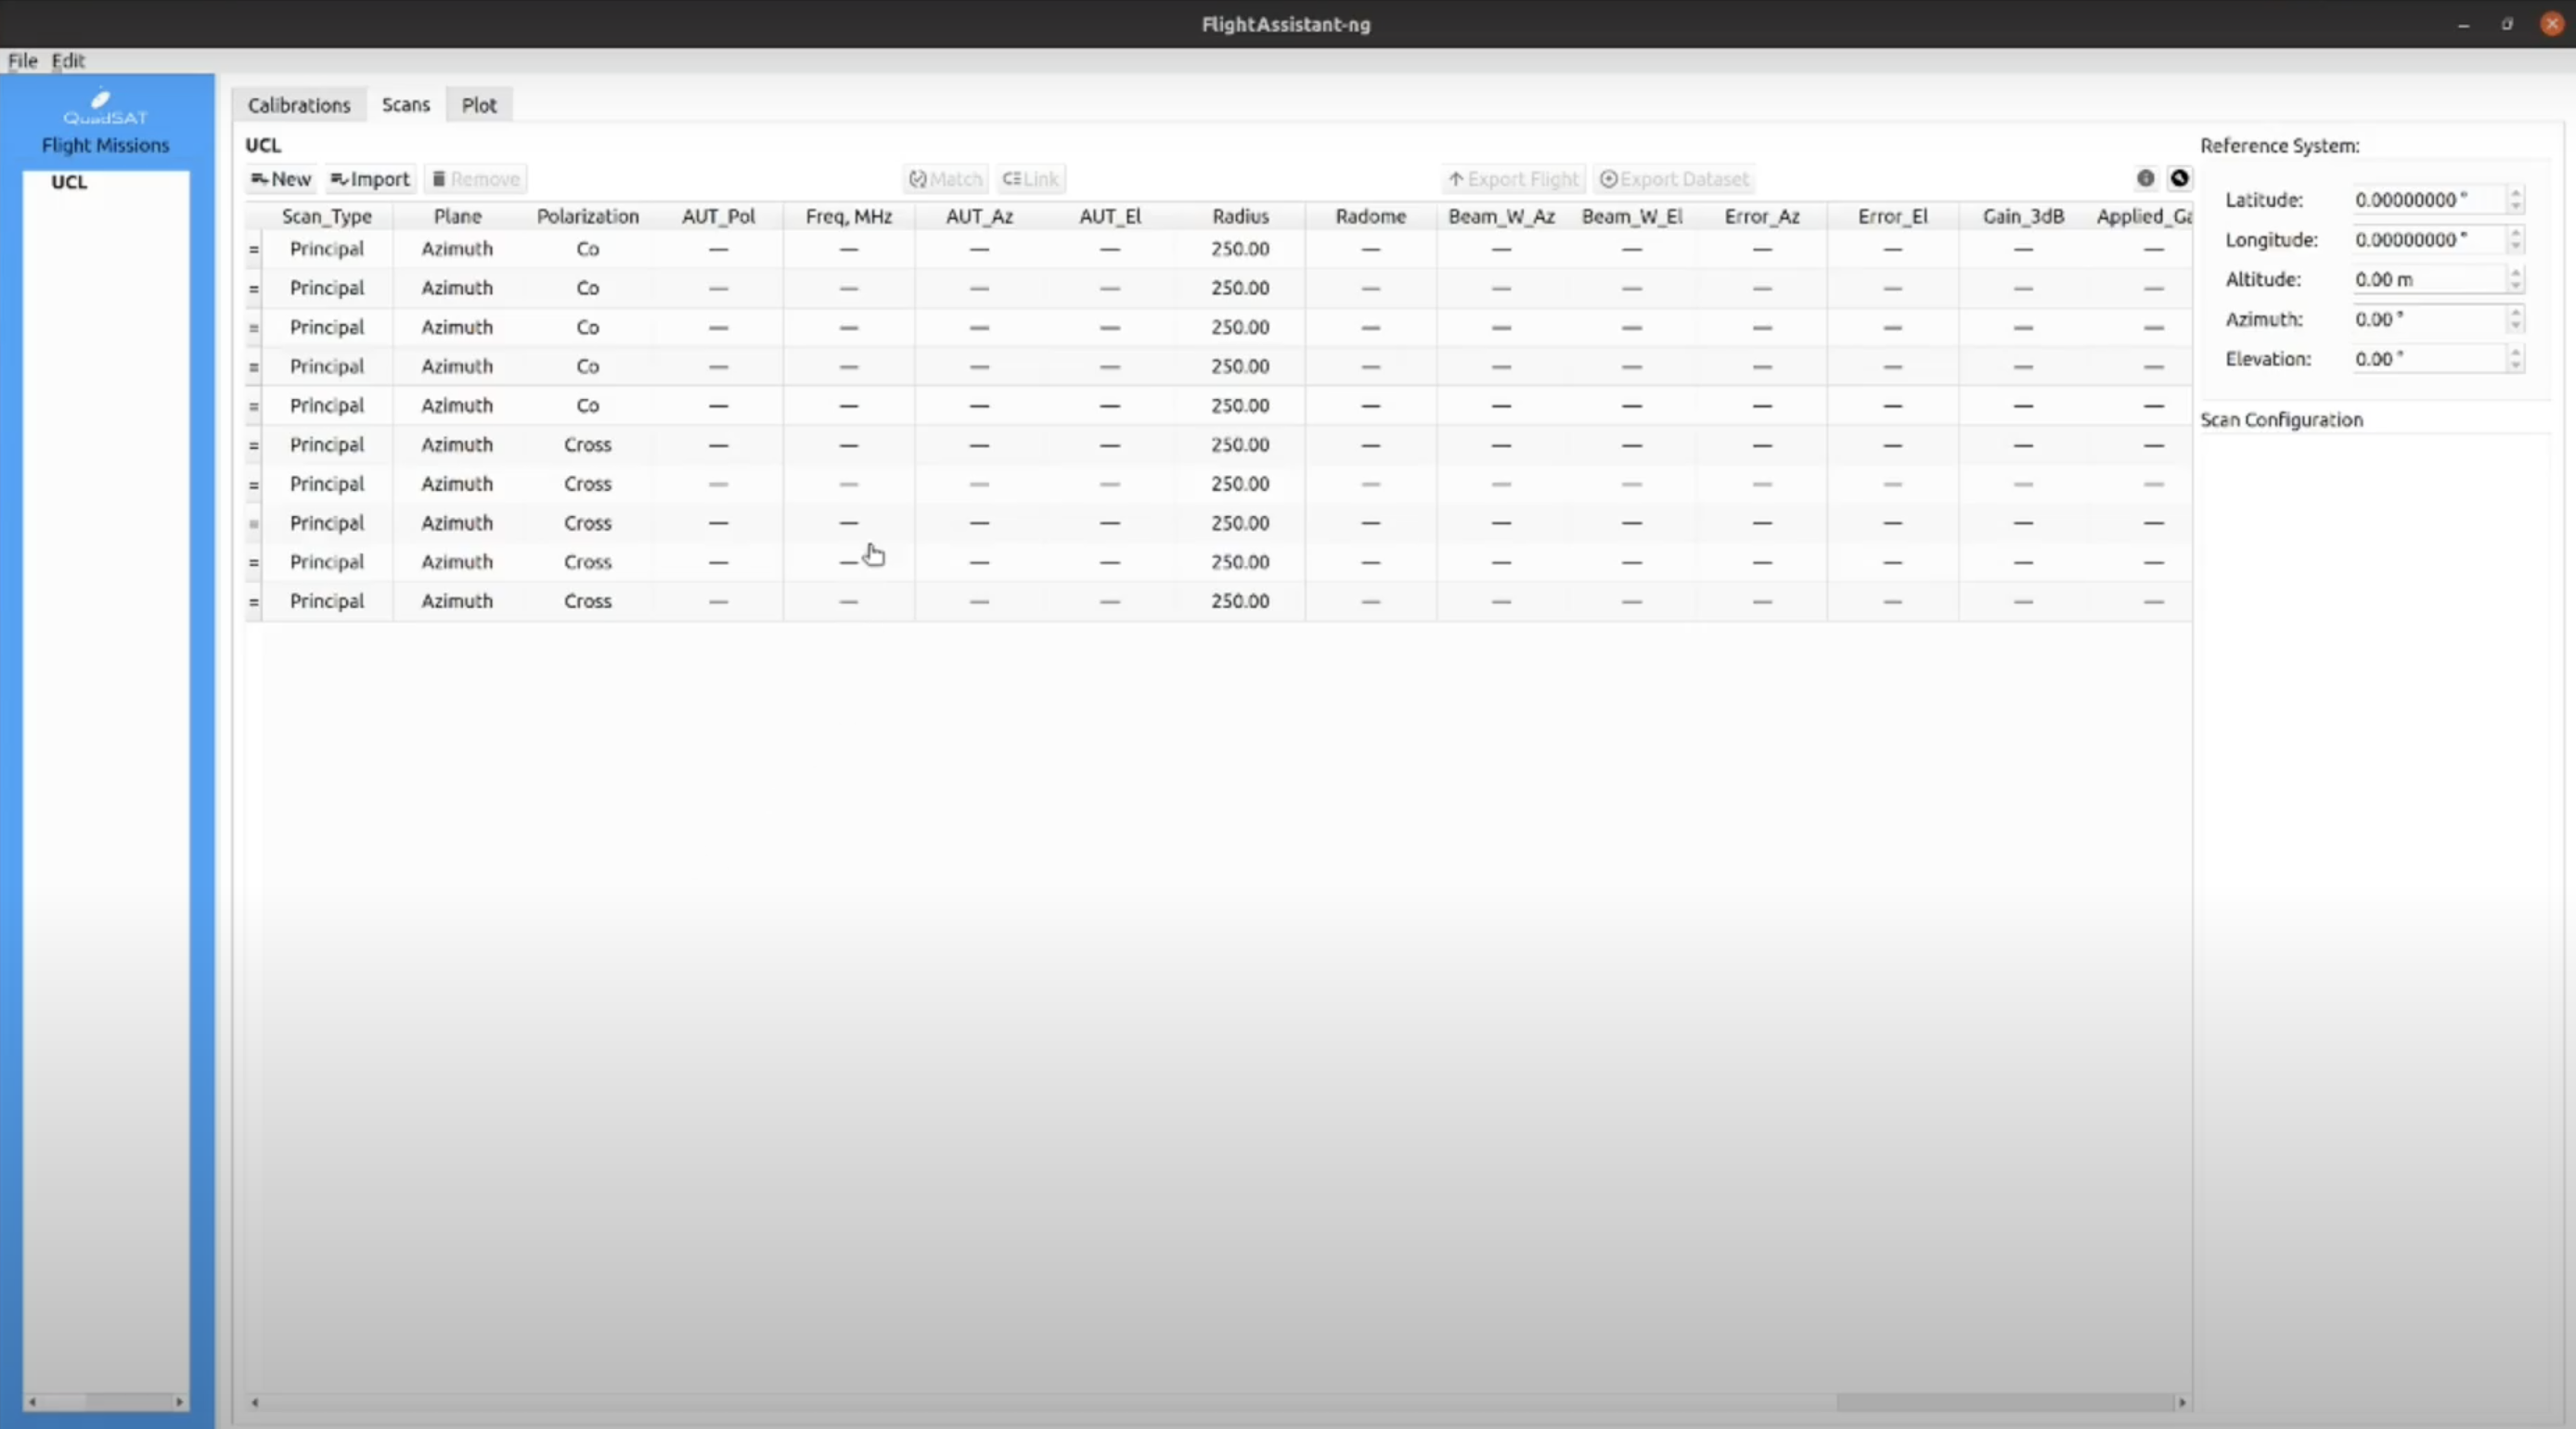 FlightAssistant-ng
File Edit
QuadSAT
Flight Missions
UCL
Calibrations Scans Plot
UCL
New Import Remove Match Link Export Flight Export Dataset
Scan_Type Plane Polarization AUT_Pol Freq, MHz AUT_Az AUT_El Radius Radome Beam_W_Az Beam_W_El Error_Az Error_El Gain_3dB Applied_Ga
= Principal Azimuth Co — — — — 250.00 — — — — — — —
= Principal Azimuth Co — — — — 250.00 — — — — — — —
= Principal Azimuth Co — — — — 250.00 — — — — — — —
= Principal Azimuth Co — — — — 250.00 — — — — — — —
= Principal Azimuth Co — — — — 250.00 — — — — — — —
= Principal Azimuth Cross — — — — 250.00 — — — — — — —
= Principal Azimuth Cross — — — — 250.00 — — — — — — —
= Principal Azimuth Cross — — — — 250.00 — — — — — — —
= Principal Azimuth Cross — — — — 250.00 — — — — — — —
= Principal Azimuth Cross — — — — 250.00 — — — — — — —
Reference System:
Latitude: 0.00000000 °
Longitude: 0.00000000 °
Altitude: 0.00 m
Azimuth: 0.00 °
Elevation: 0.00 °
Scan Configuration